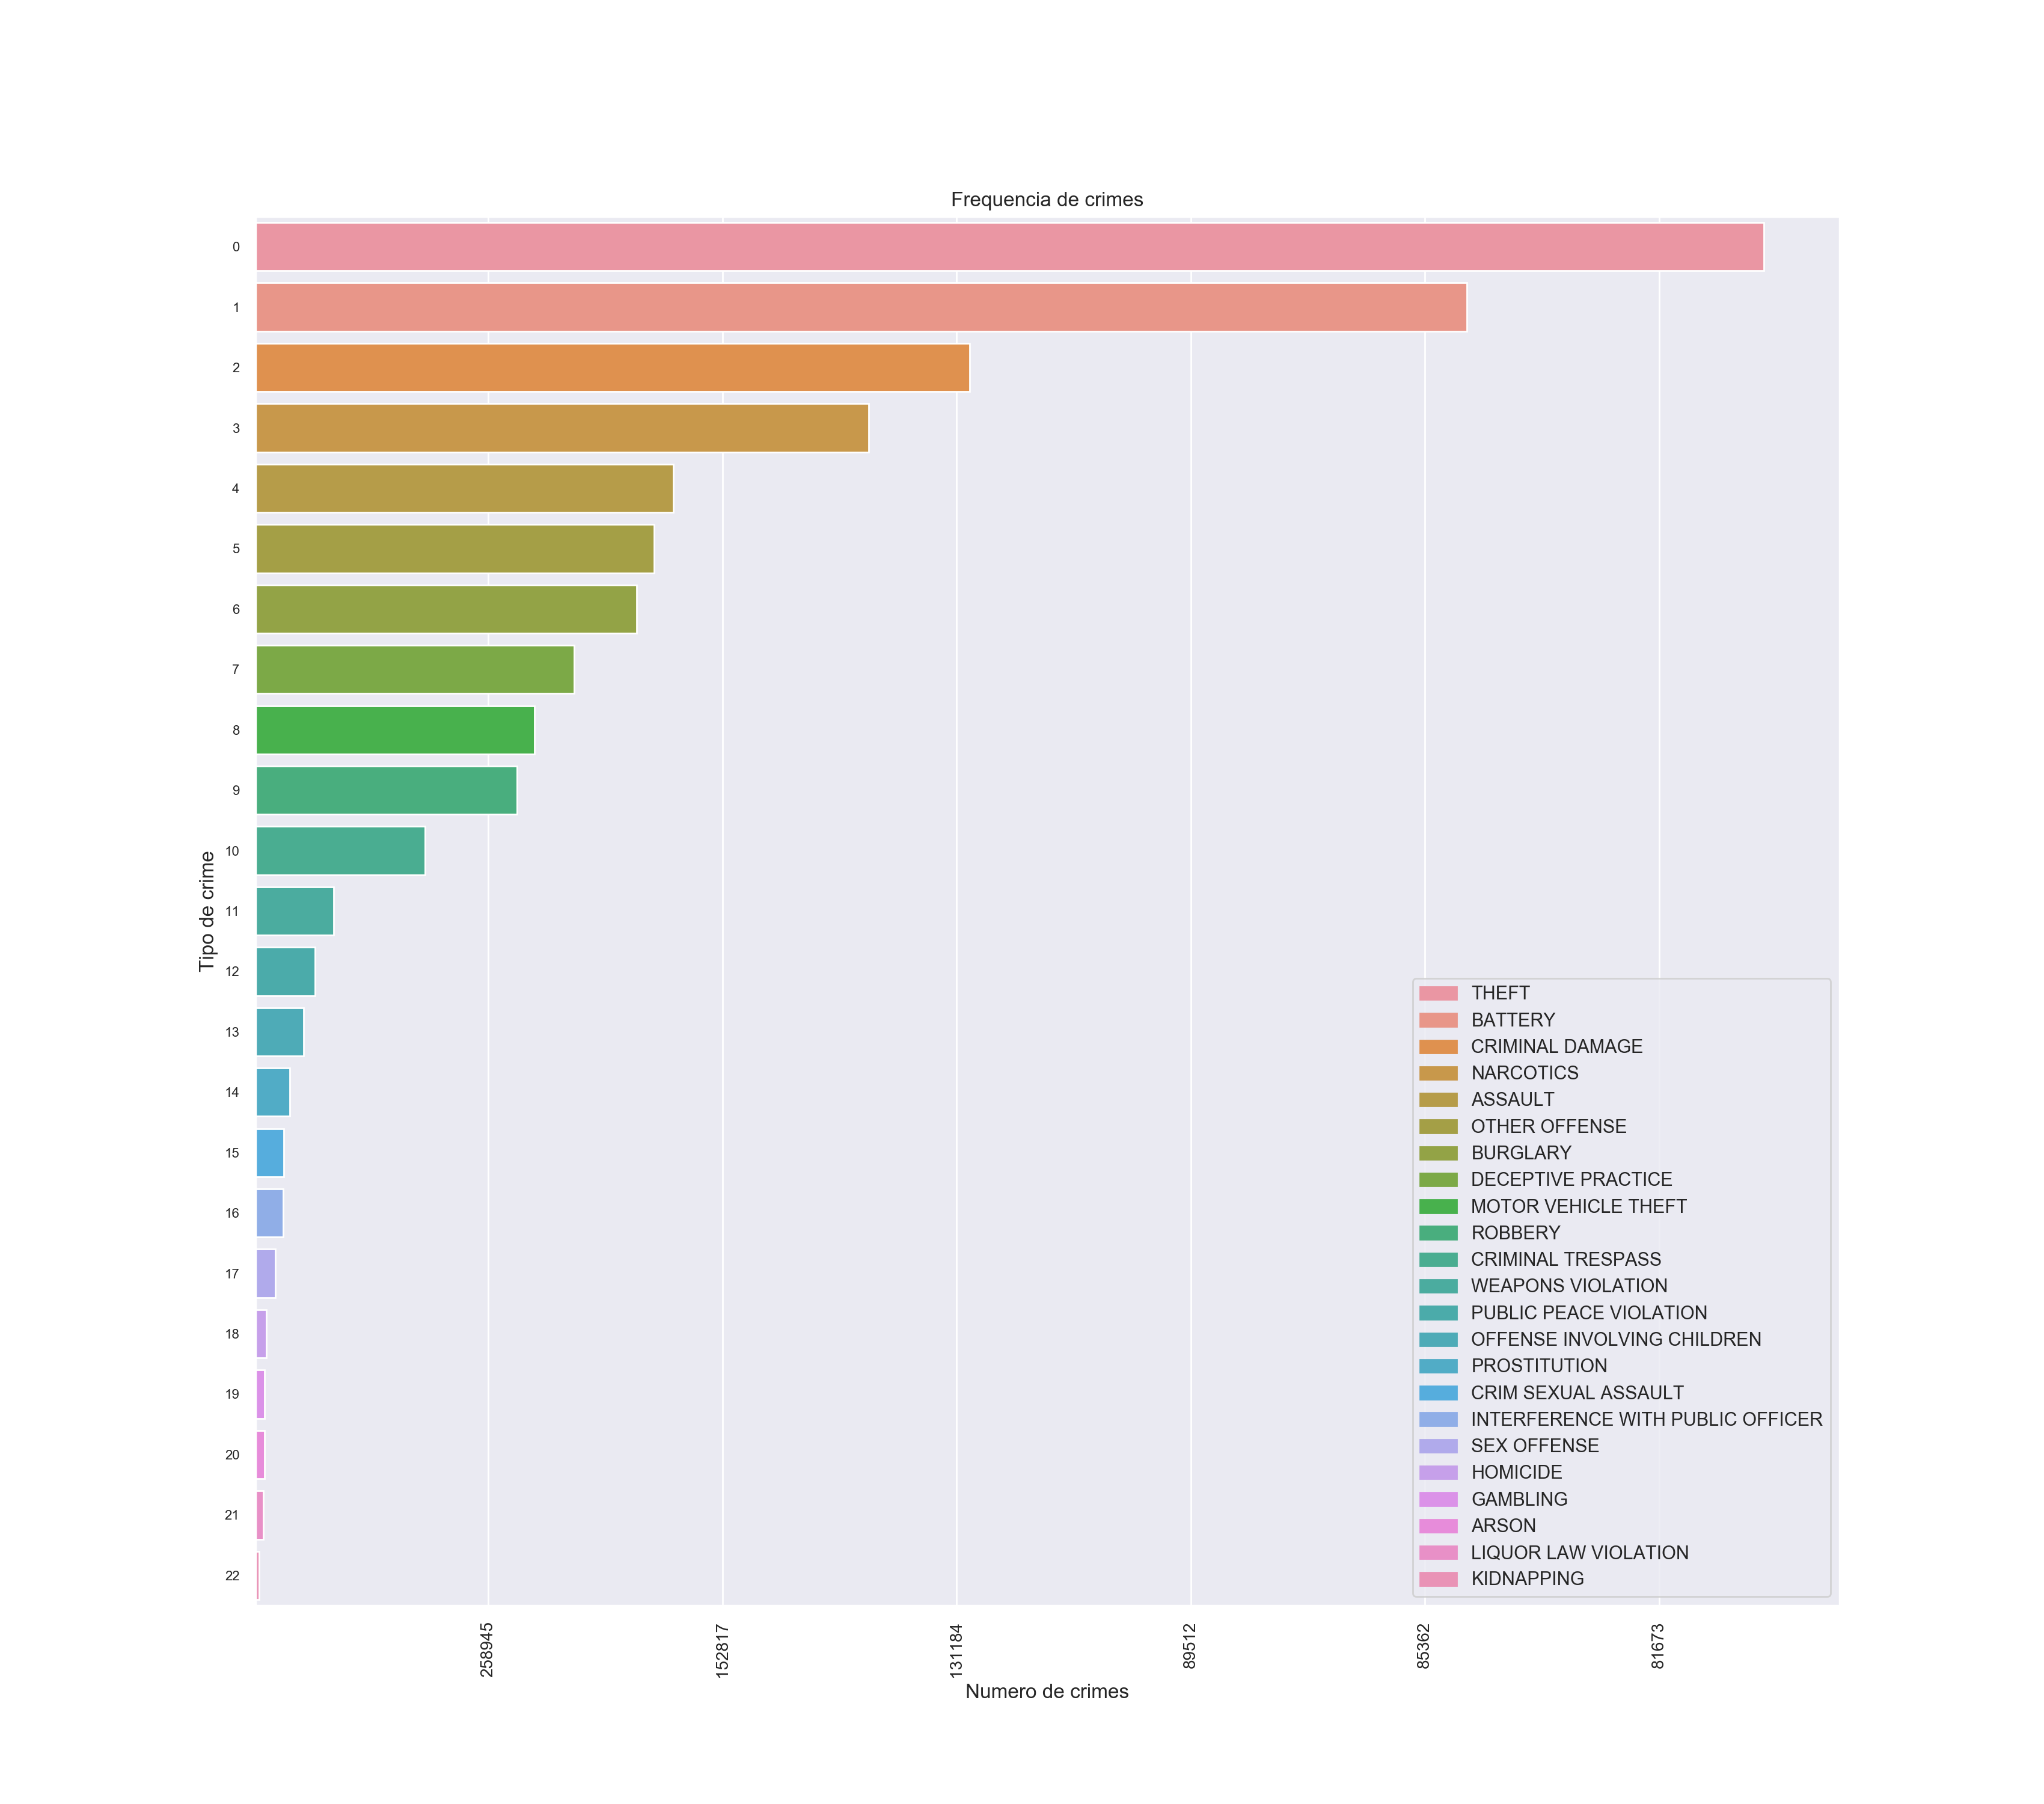 Frequencia de crimes
0
1
2
3
4
5
6
7
8
9
10
11
12
13
14
15
16
17
18
19
20
21
22
Tipo de crime
THEFT
BATTERY
CRIMINAL DAMAGE
NARCOTICS
ASSAULT
OTHER OFFENSE
BURGLARY
DECEPTIVE PRACTICE
MOTOR VEHICLE THEFT
ROBBERY
CRIMINAL TRESPASS
WEAPONS VIOLATION
PUBLIC PEACE VIOLATION
OFFENSE INVOLVING CHILDREN
PROSTITUTION
CRIM SEXUAL ASSAULT
INTERFERENCE WITH PUBLIC OFFICER
SEX OFFENSE
HOMICIDE
GAMBLING
ARSON
LIQUOR LAW VIOLATION
KIDNAPPING
258945
152817
131184
89512
85362
81673
Numero de crimes